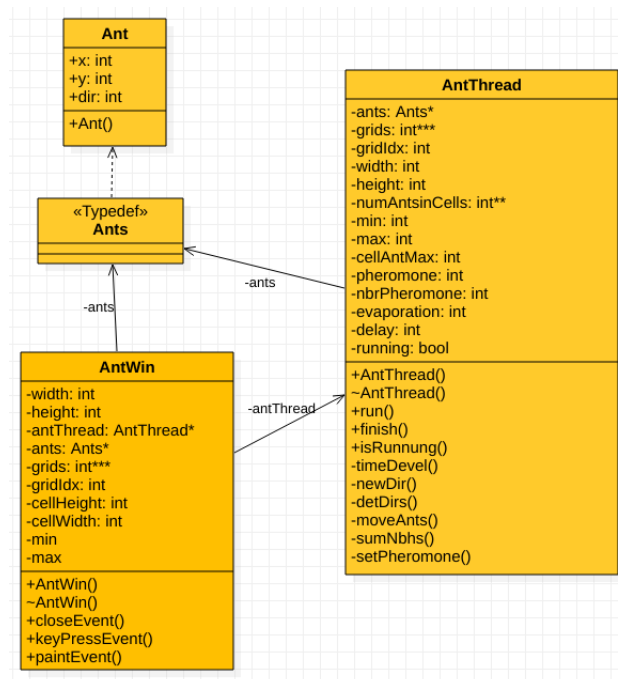 Ant
+x: int
+y: int
+dir: int
+Ant()
«Typedef»
Ants
-ants
-ants
-antThread
AntWin
-width: int
-height: int
-antThread: AntThread*
-ants: Ants*
-grids: int***
-gridIdx: int
-cellHeight: int
-cellWidth: int
-min
-max
+AntWin()
~AntWin()
+closeEvent()
+keyPressEvent()
+paintEvent()
AntThread
-ants: Ants*
-grids: int***
-gridIdx: int
-width: int
-height: int
-numAntsinCells: int**
-min: int
-max: int
-cellAntMax: int
-pheromone: int
-nbrPheromone: int
-evaporation: int
-delay: int
-running: bool
+AntThread()
~AntThread()
+run()
+finish()
+isRunnung()
-timeDevel()
-newDir()
-detDirs()
-moveAnts()
-sumNbhs()
-setPheromone()